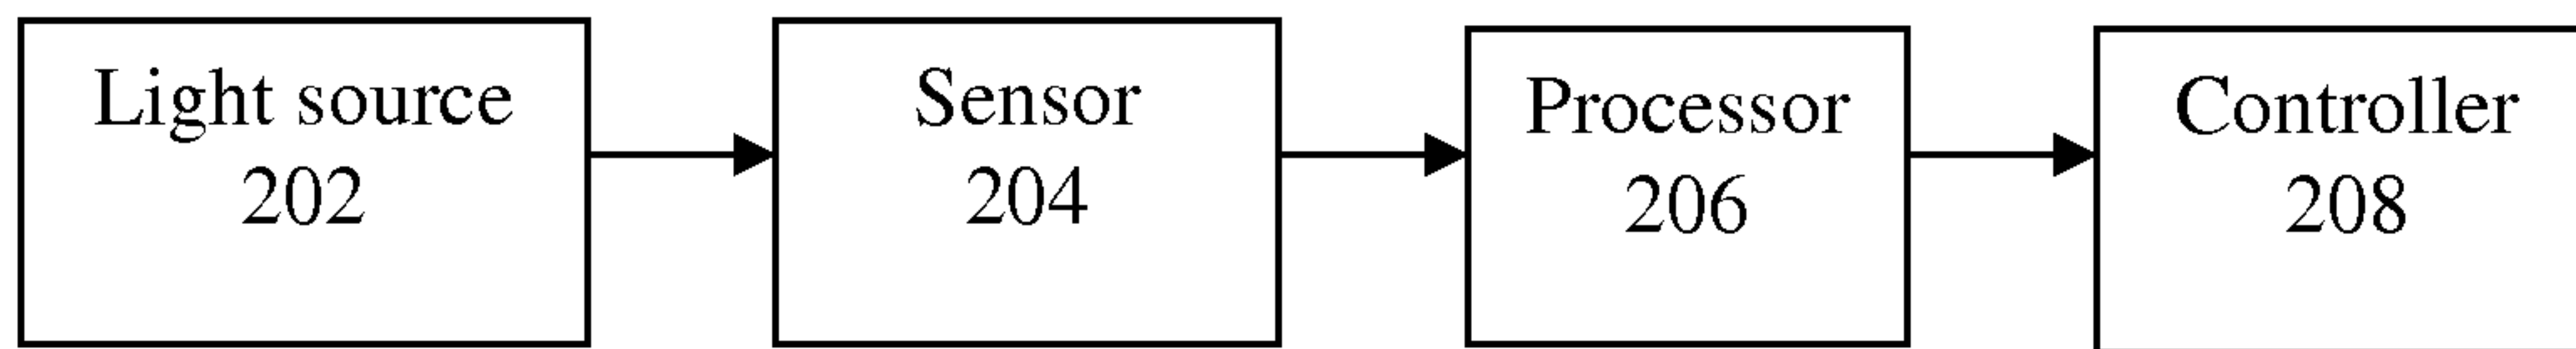 Light source
202
Sensor
204
Processor
206
Controller
208